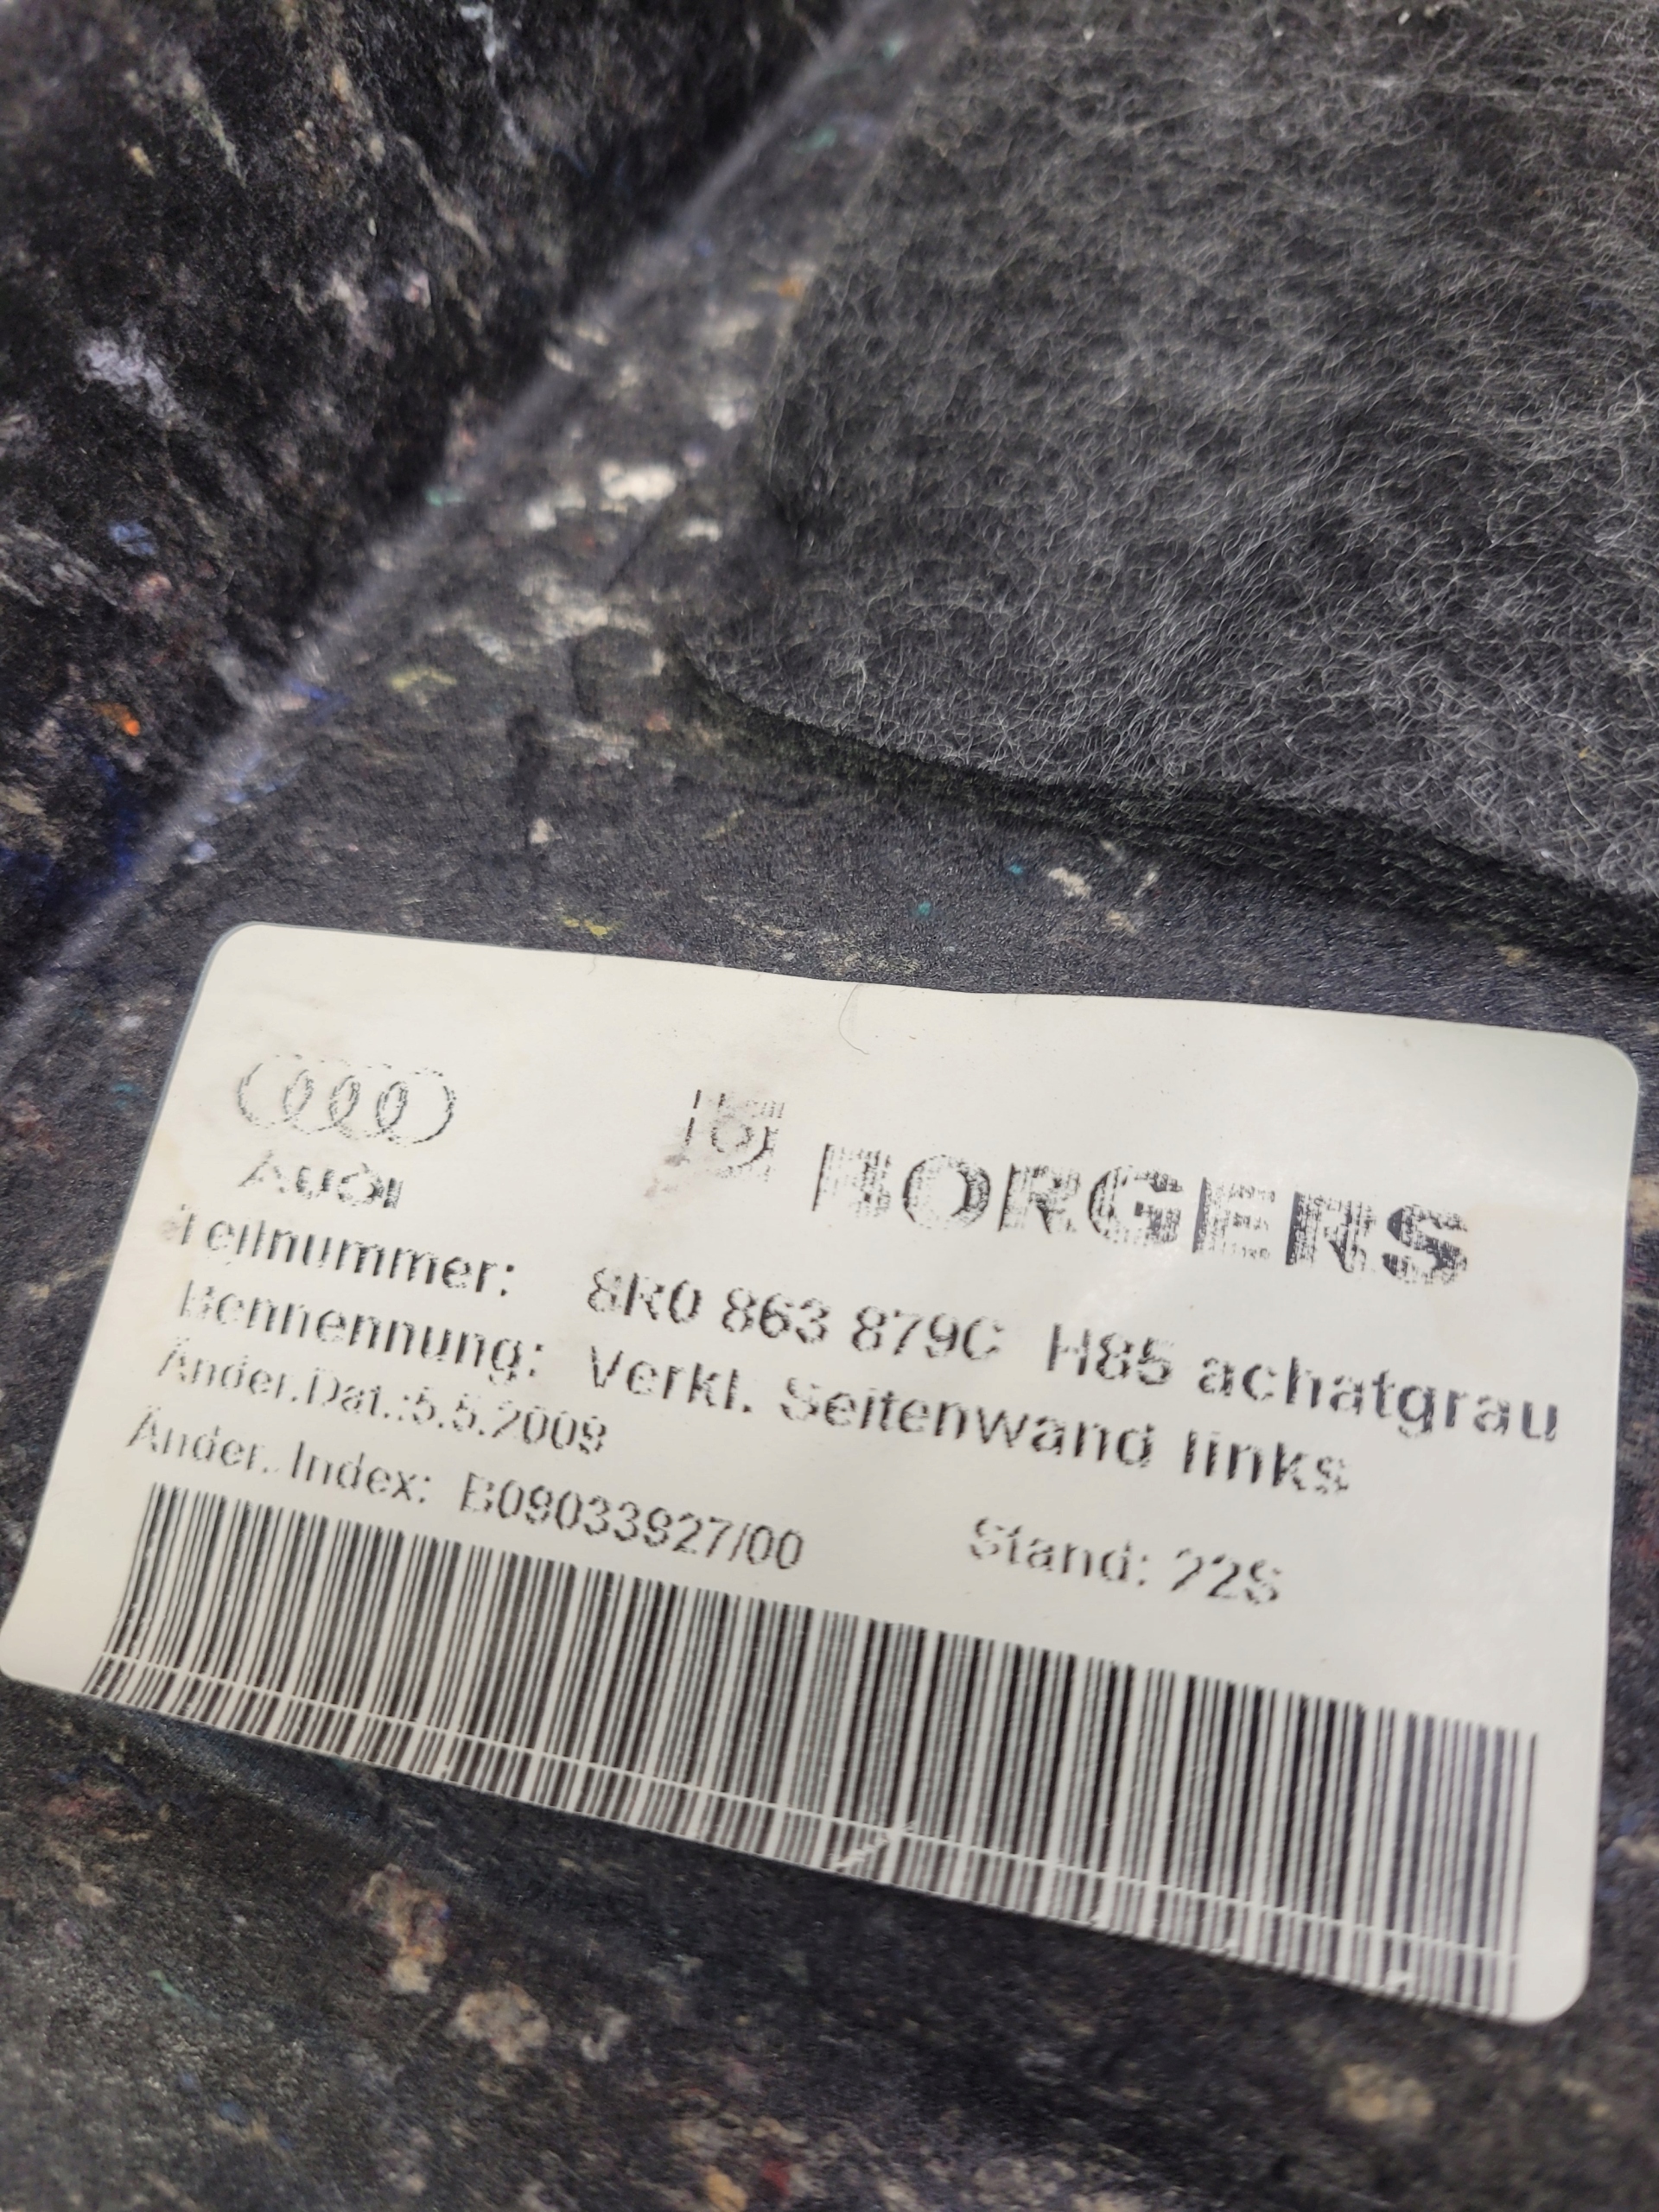 Audi
BORGERS
Teilnummer: 8R0 863 879C H85 achatgrau
Bennennung: Verkl. Seitenwand links
Änder.Dat.:5.5.2009
Änder. Index: B09033927/00 Stand: 22S